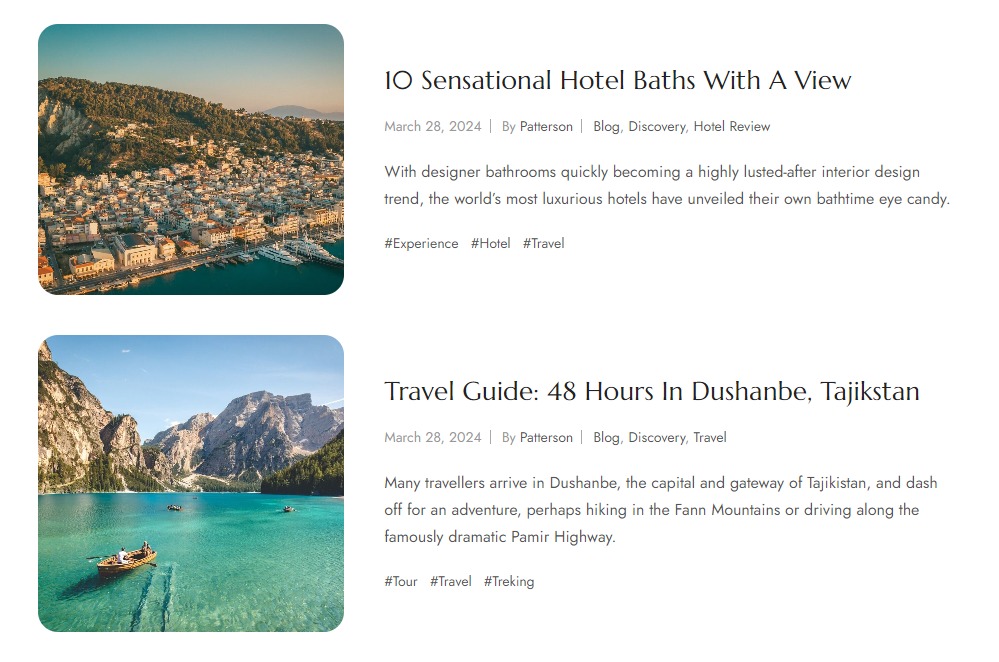 10 Sensational Hotel Baths With A View
March 28, 2024 | By Patterson | Blog, Discovery, Hotel Review
With designer bathrooms quickly becoming a highly lusted-after interior design
trend, the world's most luxurious hotels have unveiled their own bathtime eye candy.
#Experience #Hotel #Travel
Travel Guide: 48 Hours In Dushanbe, Tajikstan
March 28, 2024 | By Patterson | Blog, Discovery, Travel
Many travellers arrive in Dushanbe, the capital and gateway of Tajikistan, and dash
off for an adventure, perhaps hiking in the Fann Mountains or driving along the
famously dramatic Pamir Highway.
#Tour #Travel #Treking